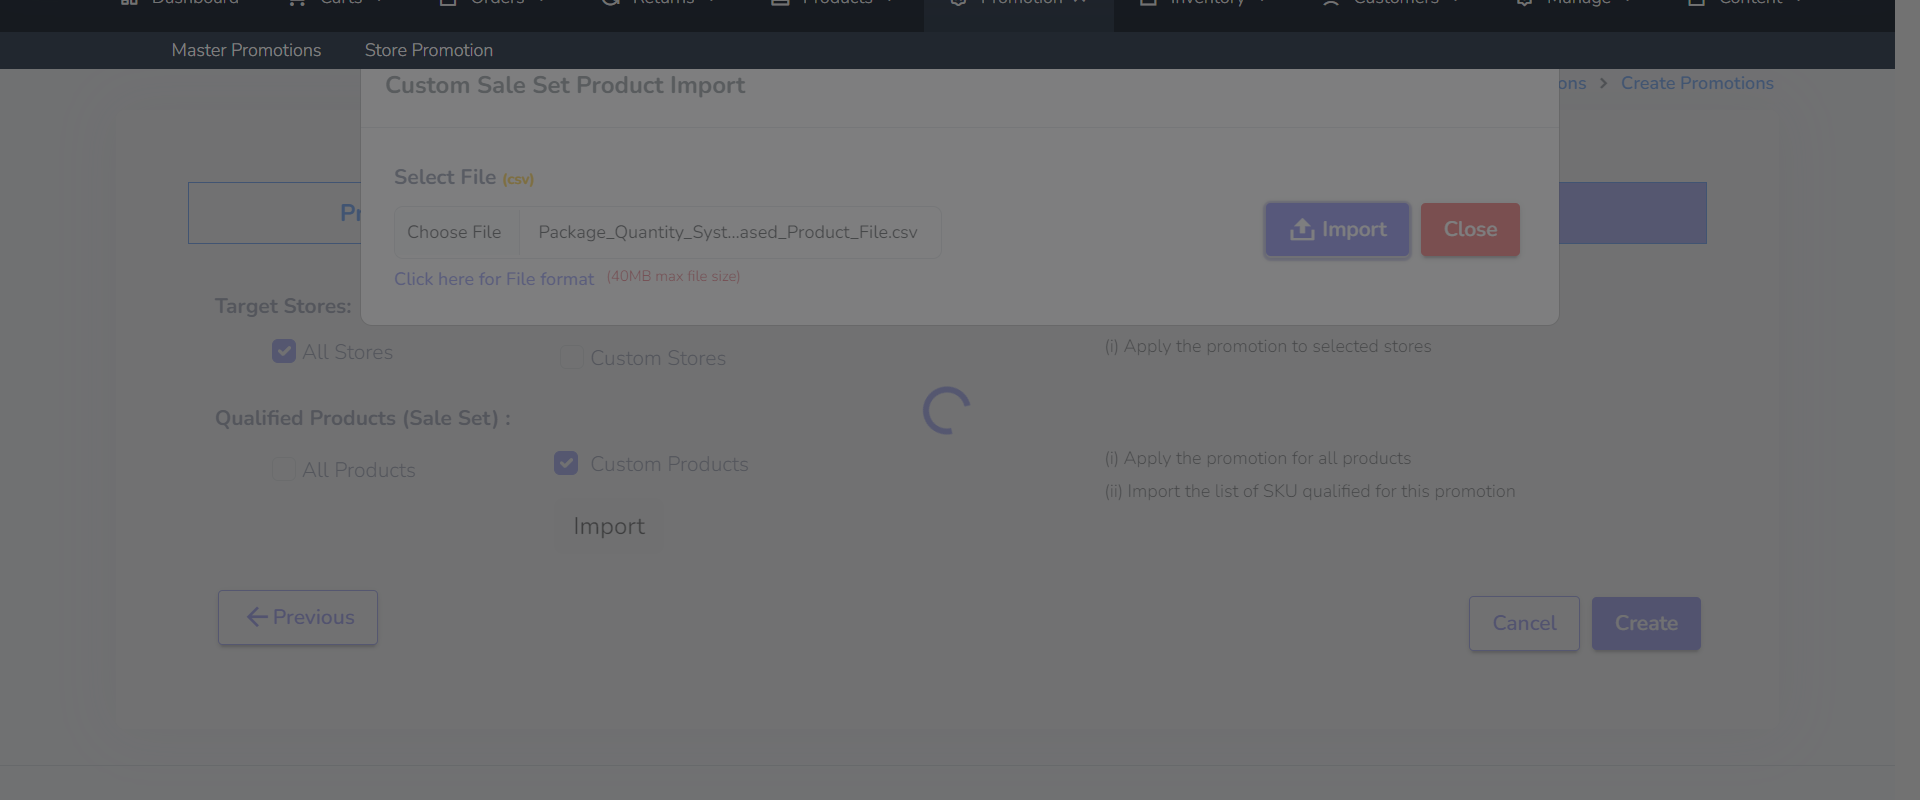 Dashboard Carts Orders Returns Products Promotion Inventory Customers Manage Content
Master Promotions Store Promotion
Custom Sale Set Product Import
ons > Create Promotions
Select File (csv)
Pr
Choose File Package_Quantity_Syst...ased_Product_File.csv
Import Close
Click here for File format (40MB max file size)
Target Stores:
All Stores Custom Stores (i) Apply the promotion to selected stores
Qualified Products (Sale Set) :
All Products Custom Products (i) Apply the promotion for all products
(ii) Import the list of SKU qualified for this promotion
Import
Previous Cancel Create